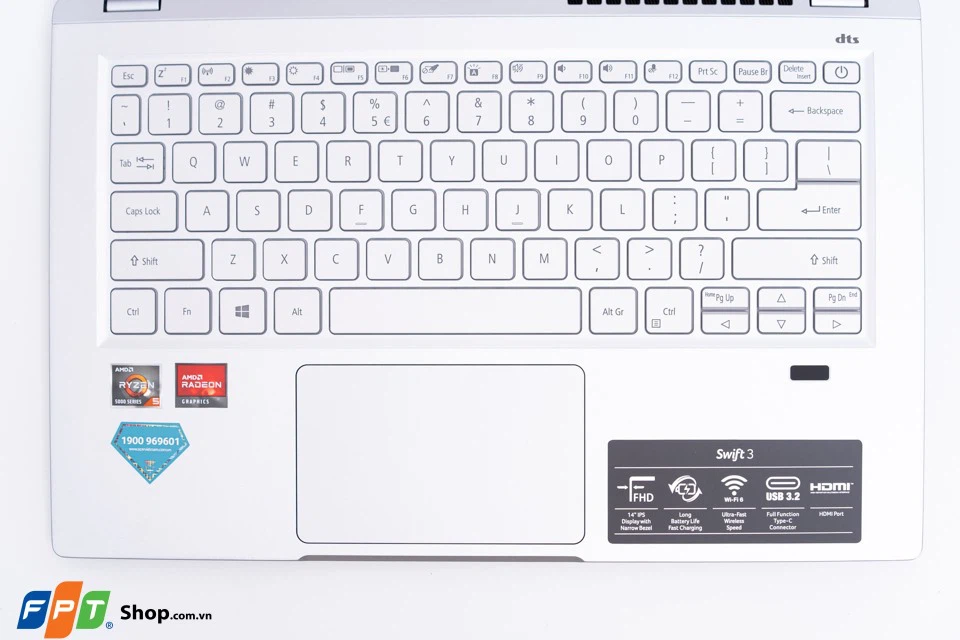 dts
Esc Zz F1 F2 F3 F4 F5 F6 F7 A F8 F9 F10 F11 F12 Prt Sc Pause Br Delete Insert
~ ! @ # $ % ^ & * ( ) — +
` 1 2 3 4 5 € 6 7 8 9 0 – = Backspace
Tab Q W E R T Y U I O P { [ } ] | \
Caps Lock A S D F G H J K L : ; " ' Enter
Shift Z X C V B N M < , > . ? / Shift
Ctrl Fn Alt Alt Gr Ctrl Home Pg Up Pg Dn End
AMD
RYZEN
5000 SERIES 5
AMD
RADEON
GRAPHICS
1900 969601
Swift 3
FHD
14" IPS
Display with
Narrow Bezel
Long
Battery Life
Fast Charging
Wi-Fi 6
Ultra-Fast
Wireless
Speed
USB 3.2
Full Function
Type-C
Connector
HDMI
HDMI Port
FPT® Shop.com.vn